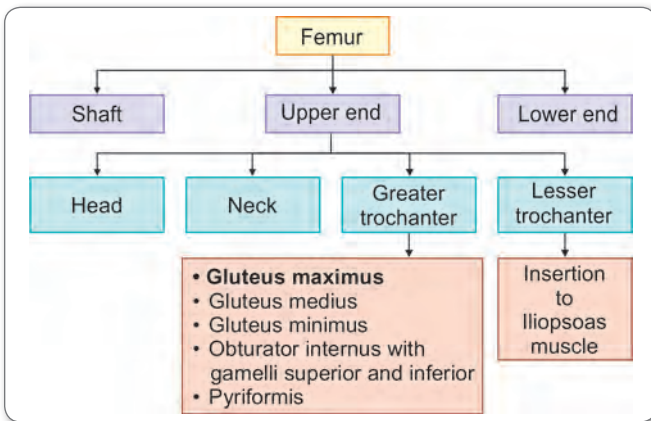 Femur
Shaft
Upper end
Lower end
Head
Neck
Greater
trochanter
Lesser
trochanter
• Gluteus maximus
• Gluteus medius
• Gluteus minimus
• Obturator internus with
gamelli superior and inferior
• Pyriformis
Insertion
to
Iliopsoas
muscle